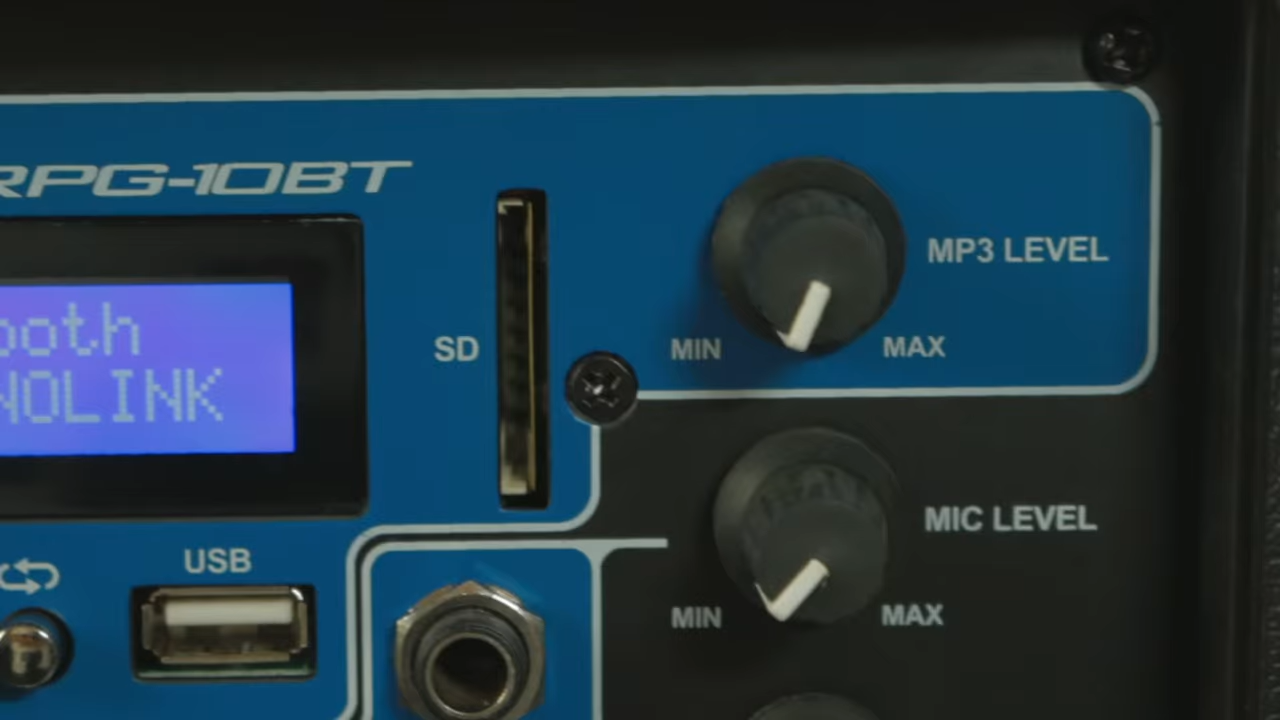 RPG-10BT
MP3 LEVEL
ooth
SD
MIN
MAX
NOLINK
MIC LEVEL
USB
MIN
MAX